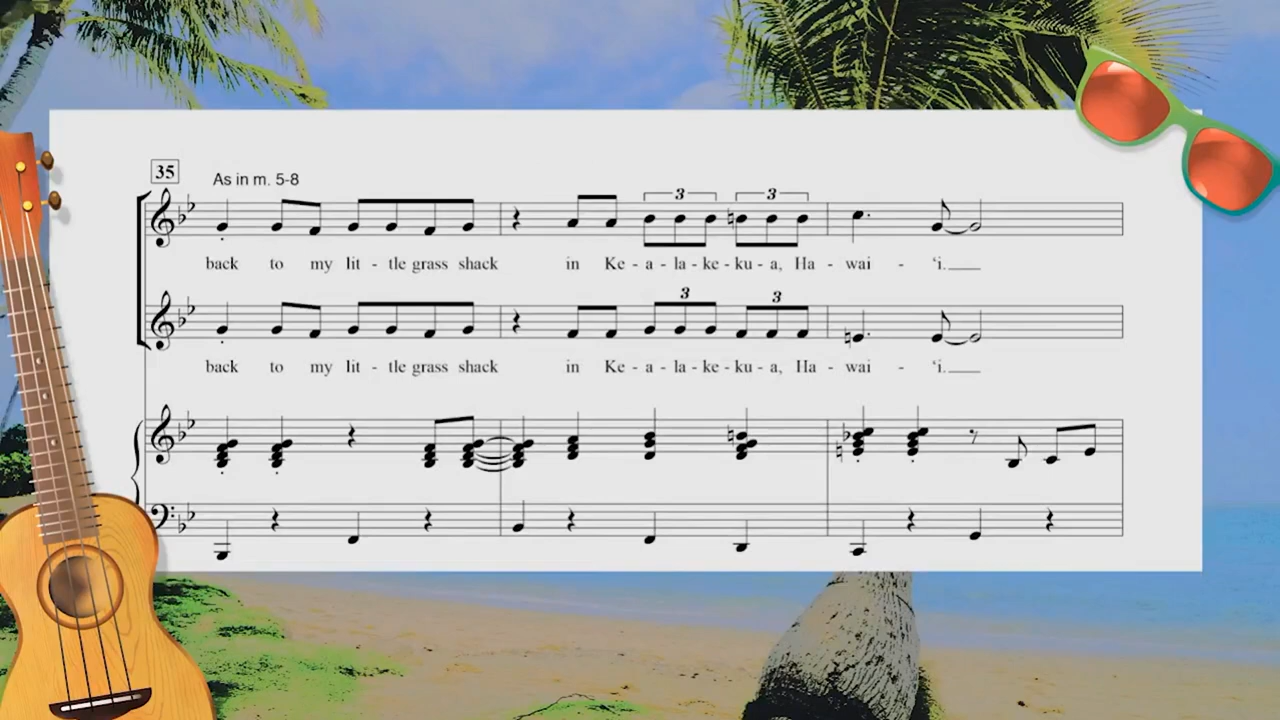 35
As in m. 5-8
3 3
back to my lit - tle grass shack in Ke - a - la - ke - ku - a, Ha - wai - ‘i.
3 3
back to my lit - tle grass shack in Ke - a - la - ke - ku - a, Ha - wai - ‘i.